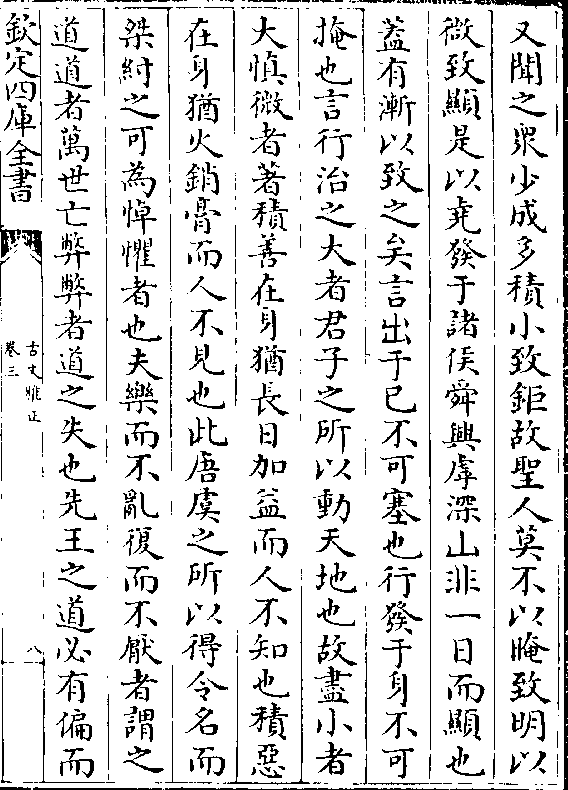 又聞之衆少成多積小致鉅故聖人莫不以晻致明以
微致顯是以堯發于諸侯舜興虖深山非一日而顯也
蓋有漸以致之矣言出于已不可塞也行發于身不可
掩也言行治之大者君子之所以動天地也故盡小者
大慎微者著積善在身猶長日加益而人不知也積惡
在身猶火銷膏而人不見也此唐虞之所以得令名而
桀紂之可為悼懼者也夫樂而不亂復而不厭者謂之
道道者萬世亡弊弊者道之失也先王之道必有偏而
欽定四庫全書
古文雅正
卷三
八